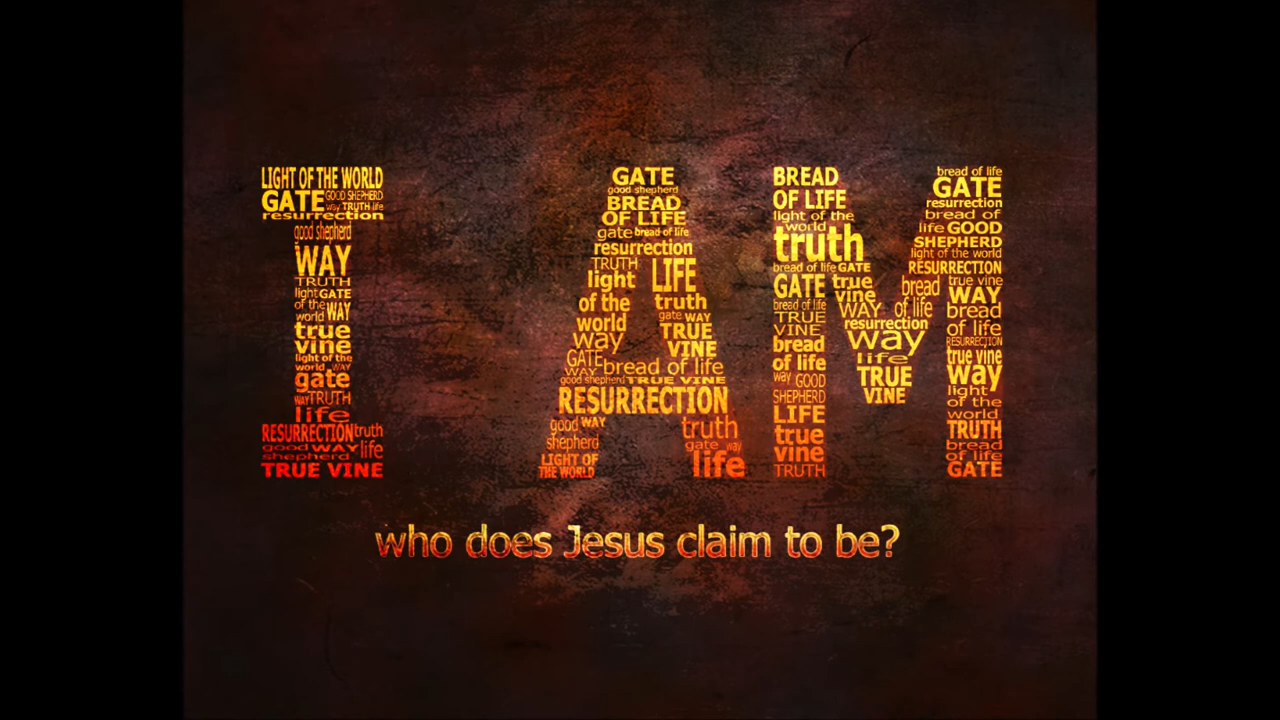 LIGHT OF THE WORLD
GATE GOOD SHEPHERD
way TRUTH life
resurrection
good shepherd
WAY
TRUTH
light GATE
of the WAY
world
true
vine
light of the
world WAY
gate
WAY TRUTH
life
RESURRECTION truth
good WAY life
shepherd
TRUE VINE
GATE
good shepherd
BREAD
OF LIFE
gate bread of life
resurrection
TRUTH LIFE
light
of the truth
world gate WAY
way TRUE
VINE
GATE bread of life
WAY
good shepherd TRUE VINE
RESURRECTION
good WAY truth
shepherd gate way
LIGHT OF life
THE WORLD
BREAD
OF LIFE
light of the
world
truth
bread of life GATE
GATE true
vine
bread of life WAY
TRUE
VINE
bread
of life
way GOOD
SHEPHERD
LIFE
true
vine
TRUTH
resurrection
way
life
TRUE
VINE
bread of life
GATE
resurrection
bread of
life GOOD
SHEPHERD
light of the world
RESURRECTION
bread true vine
of life WAY
bread
of life
RESURRECTION
true vine
way
light
of the
world
TRUTH
bread
of life
GATE
who does Jesus claim to be?